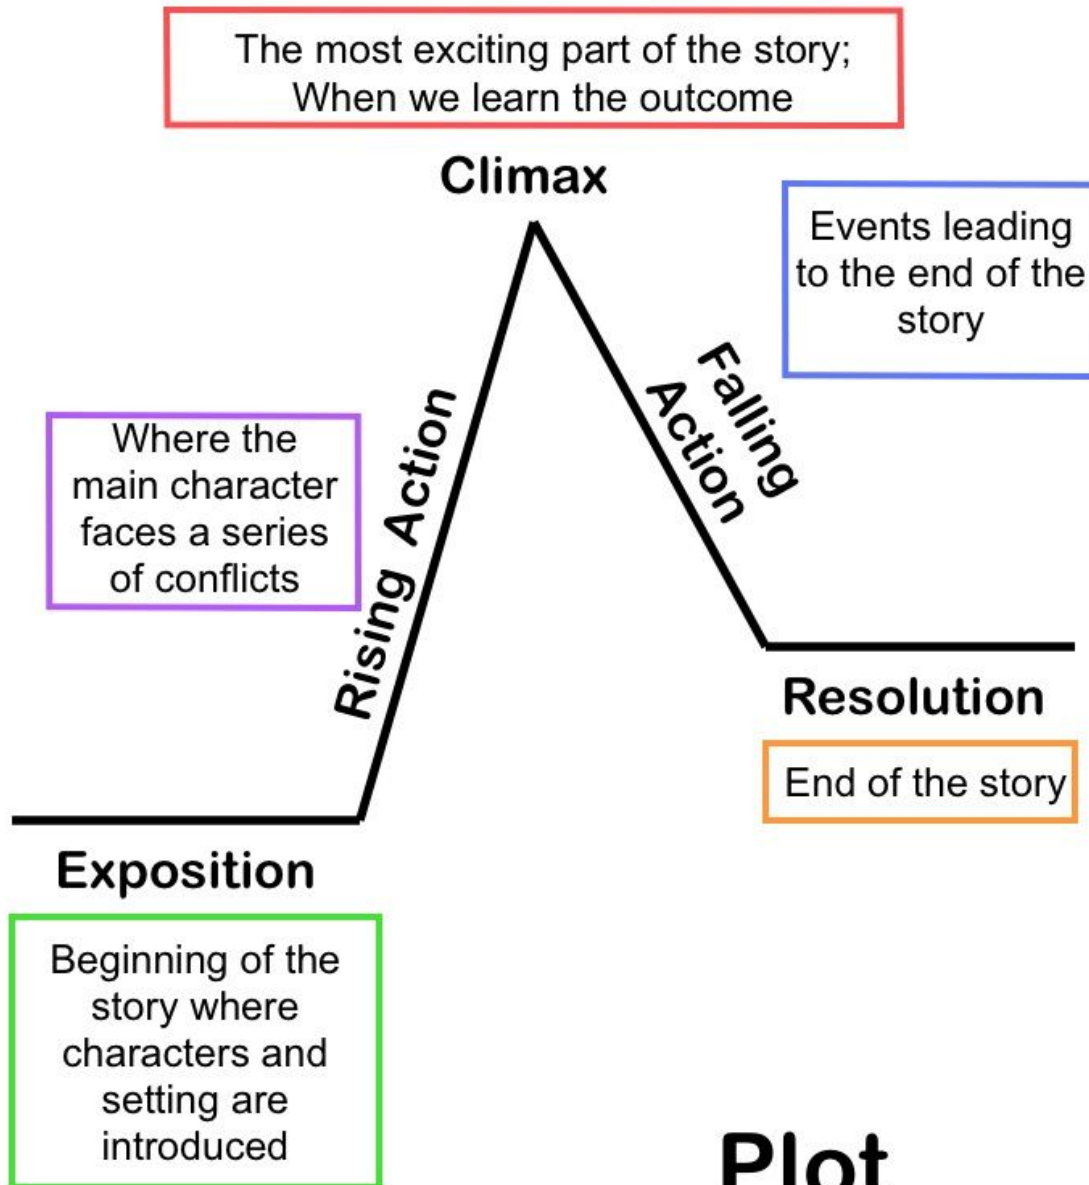 The most exciting part of the story;
When we learn the outcome
Climax
Events leading
to the end of the
story
Falling
Action
Where the
main character
faces a series
of conflicts
Rising Action
Resolution
End of the story
Exposition
Beginning of the
story where
characters and
setting are
introduced
Plot